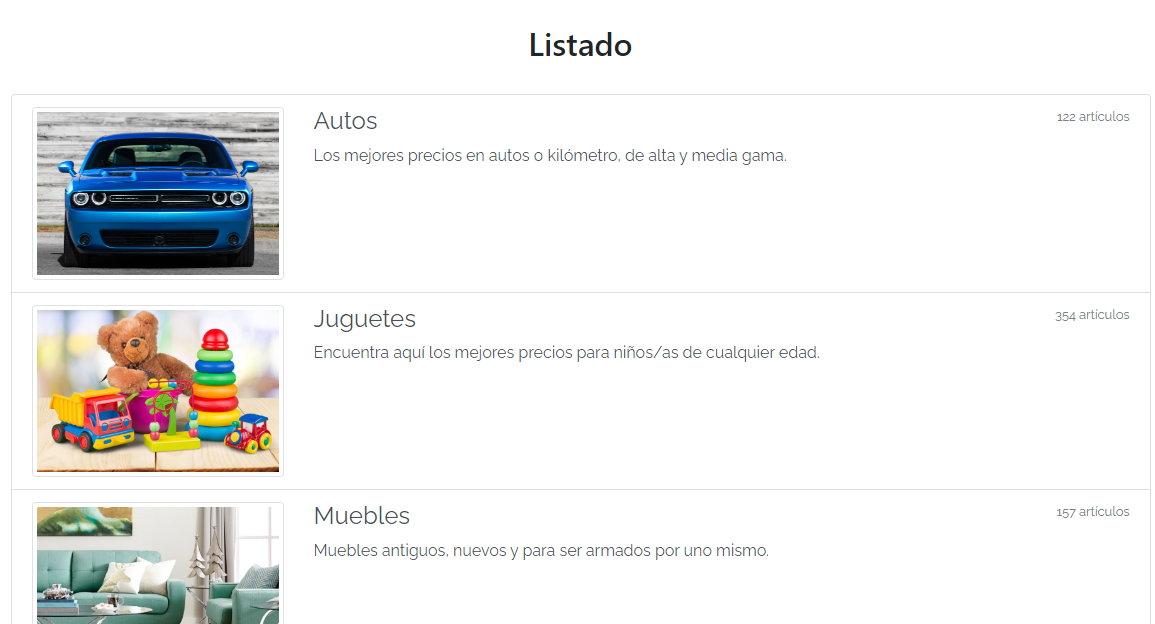 Listado
Autos
122 artículos
Los mejores precios en autos 0 kilómetro, de alta y media gama.
Juguetes
354 artículos
Encuentra aquí los mejores precios para niños/as de cualquier edad.
Muebles
157 artículos
Muebles antiguos, nuevos y para ser armados por uno mismo.